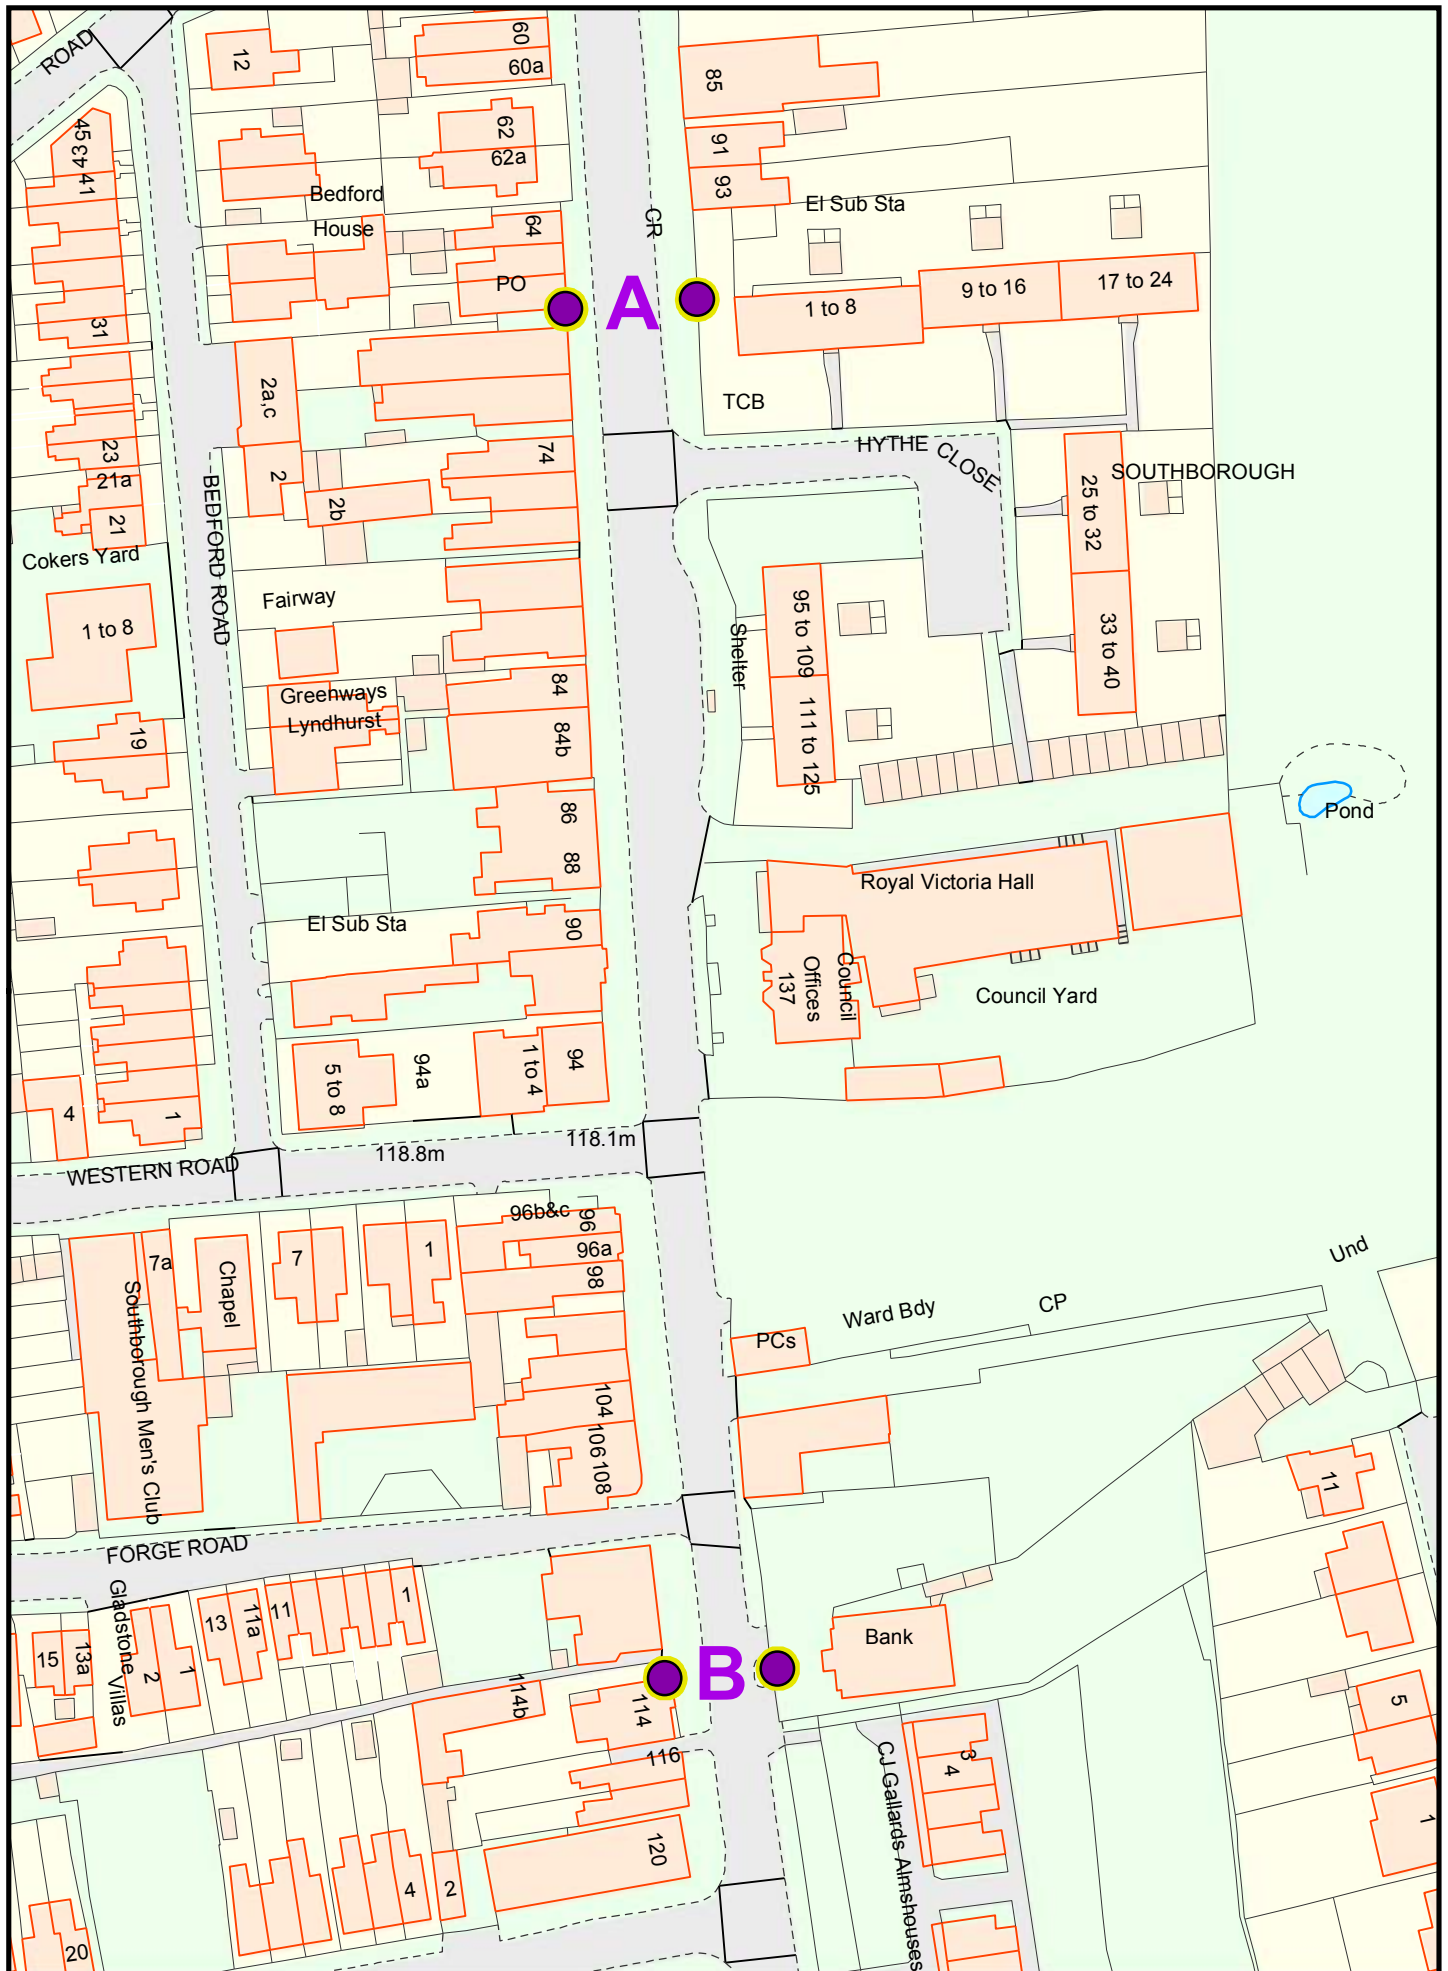 ROAD
12
60
60a
85
45
43
41
62
62a
91
93
Bedford
House
64
CR
El Sub Sta
PO
A
1 to 8
9 to 16
17 to 24
31
2a,c
TCB
23
21a
21
2
2b
74
HYTHE CLOSE
SOUTHBOROUGH
25 to 32
BEDFORD ROAD
Cokers Yard
1 to 8
Fairway
Shelter
95 to 109
33 to 40
Greenways
Lyndhurst
84
84b
111 to 125
19
86
88
Pond
Royal Victoria Hall
El Sub Sta
90
Council
Offices
137
Council Yard
5 to 8
94a
1 to 4
94
4
1
118.8m
118.1m
WESTERN ROAD
96b&c
96
96a
98
7a
Chapel
7
1
Southborough Men's Club
Und
Ward Bdy
CP
PCs
104
106
108
11
FORGE ROAD
Gladstone Villas
15
13a
2
1
13
11a
11
1
B
Bank
114b
114
116
5
CJ Gallards Almshouses
3
4
1
120
4
2
20